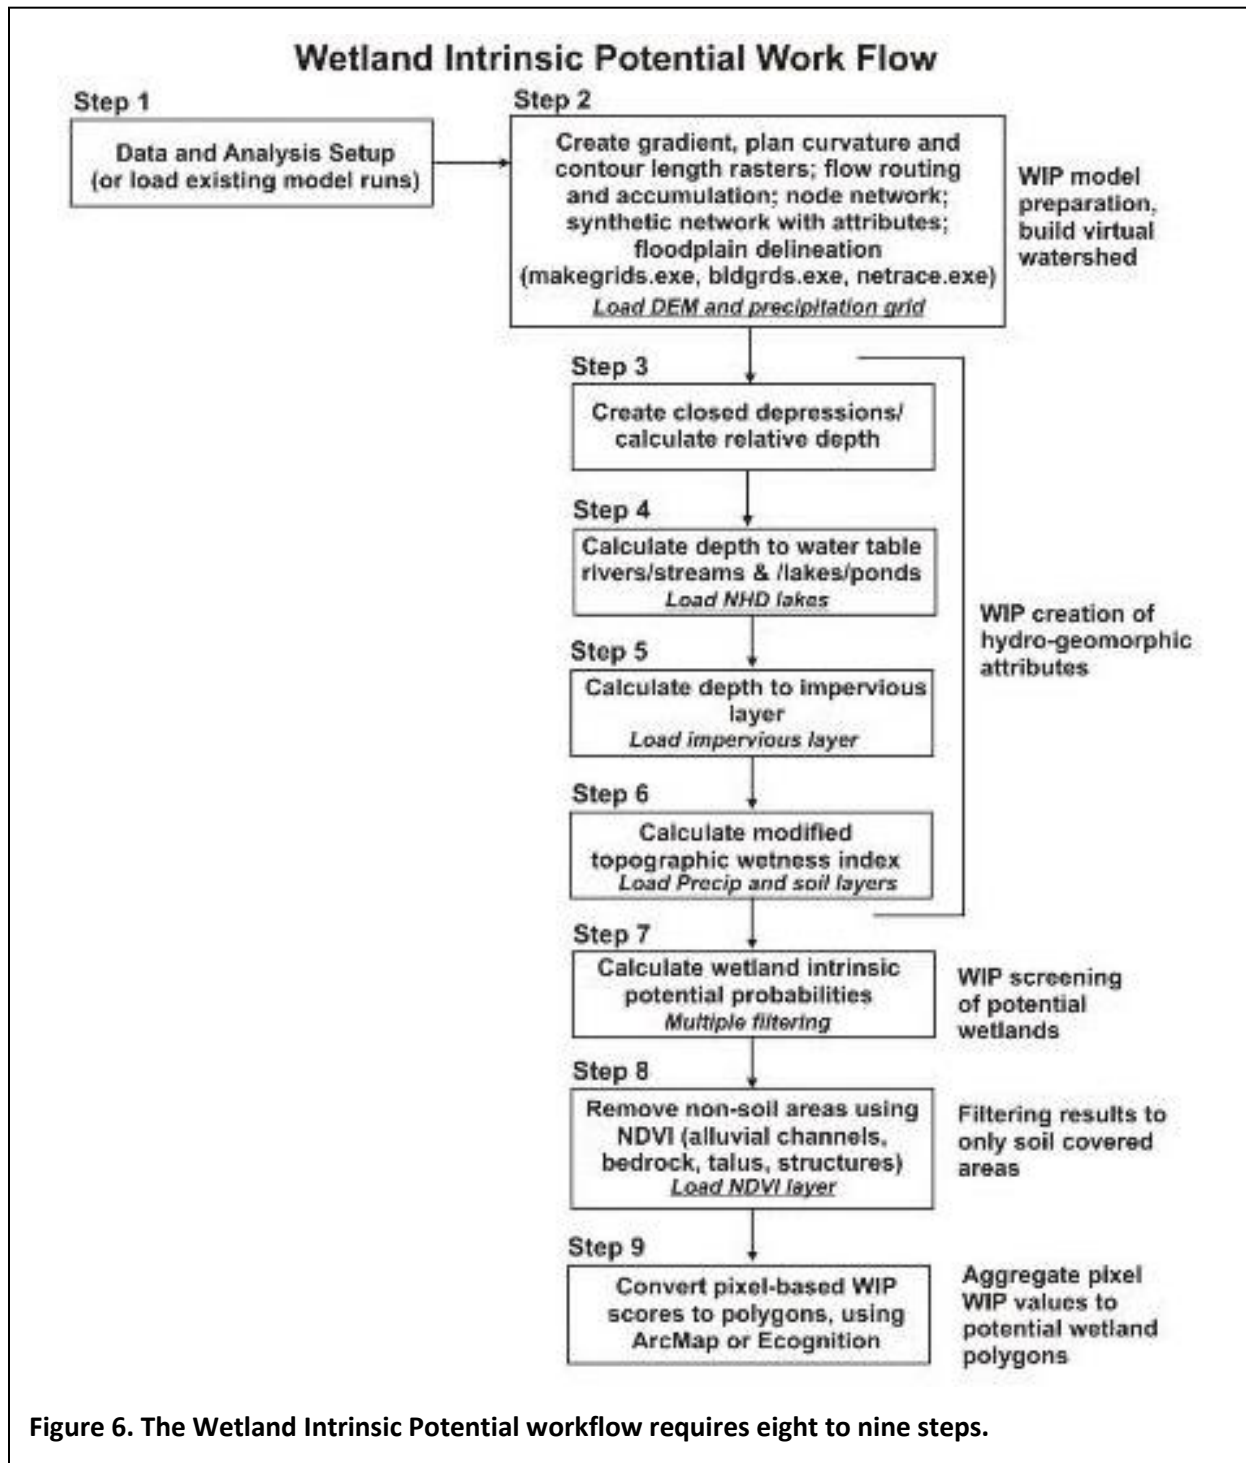 Wetland Intrinsic Potential Work Flow
Step 1
Data and Analysis Setup
(or load existing model runs)
Step 2
Create gradient, plan curvature and
contour length rasters; flow routing
and accumulation; node network;
synthetic network with attributes;
floodplain delineation
(makegrids.exe, bldgrds.exe, netrace.exe)
Load DEM and precipitation grid
WIP model
preparation,
build virtual
watershed
Step 3
Create closed depressions/
calculate relative depth
Step 4
Calculate depth to water table
rivers/streams & /lakes/ponds
Load NHD lakes
Step 5
Calculate depth to impervious
layer
Load impervious layer
Step 6
Calculate modified
topographic wetness index
Load Precip and soil layers
WIP creation of
hydro-geomorphic
attributes
Step 7
Calculate wetland intrinsic
potential probabilities
Multiple filtering
WIP screening
of potential
wetlands
Step 8
Remove non-soil areas using
NDVI (alluvial channels,
bedrock, talus, structures)
Load NDVI layer
Filtering results to
only soil covered
areas
Step 9
Convert pixel-based WIP
scores to polygons, using
ArcMap or Ecognition
Aggregate pixel
WIP values to
potential wetland
polygons
Figure 6. The Wetland Intrinsic Potential workflow requires eight to nine steps.